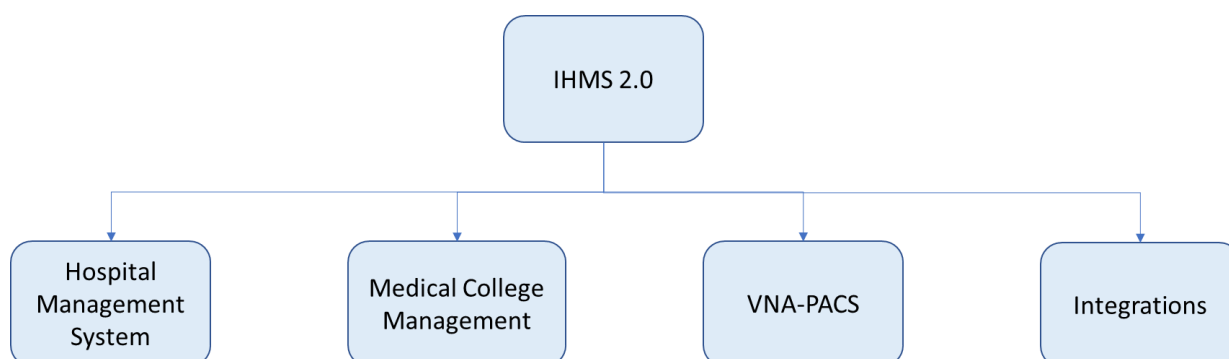 IHMS 2.0
Hospital
Management
System
Medical College
Management
VNA-PACS
Integrations